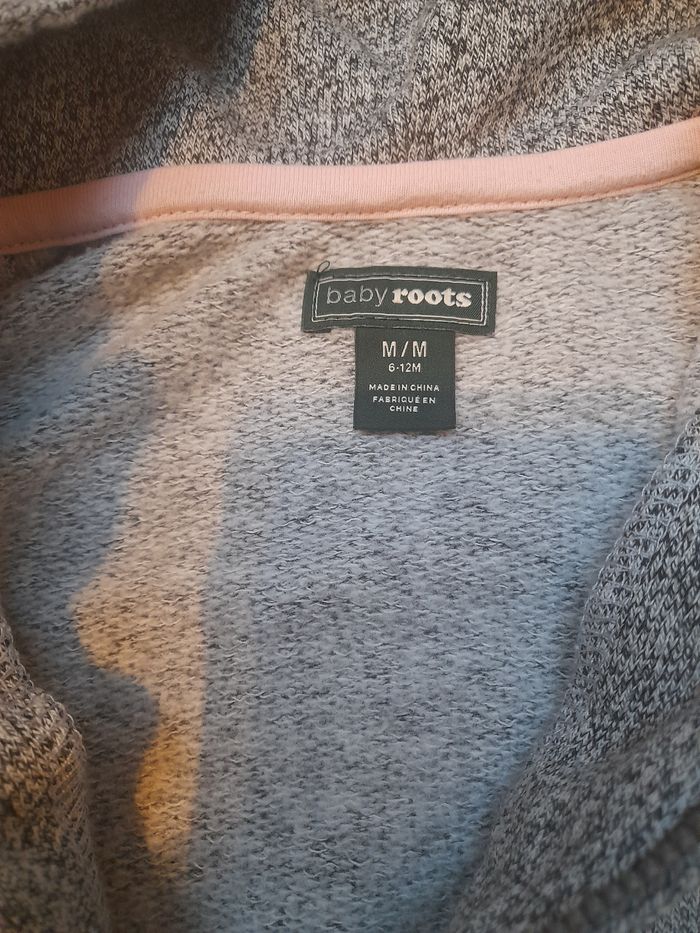 baby roots
M/M
6-12M
MADE IN CHINA
FABRIQUÉ EN
CHINE